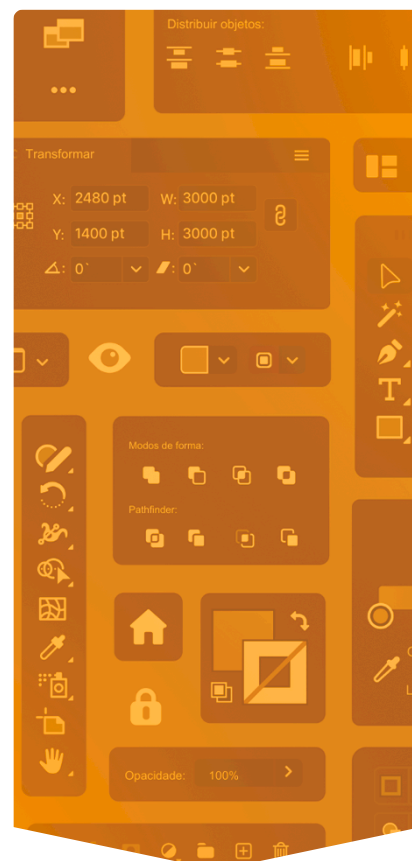 Distribuir objetos:
Transformar
X: 2480 pt W: 3000 pt
Y: 1400 pt H: 3000 pt
: 0` : 0`
T
Modos de forma:
Pathfinder:
Opacidade: 100%